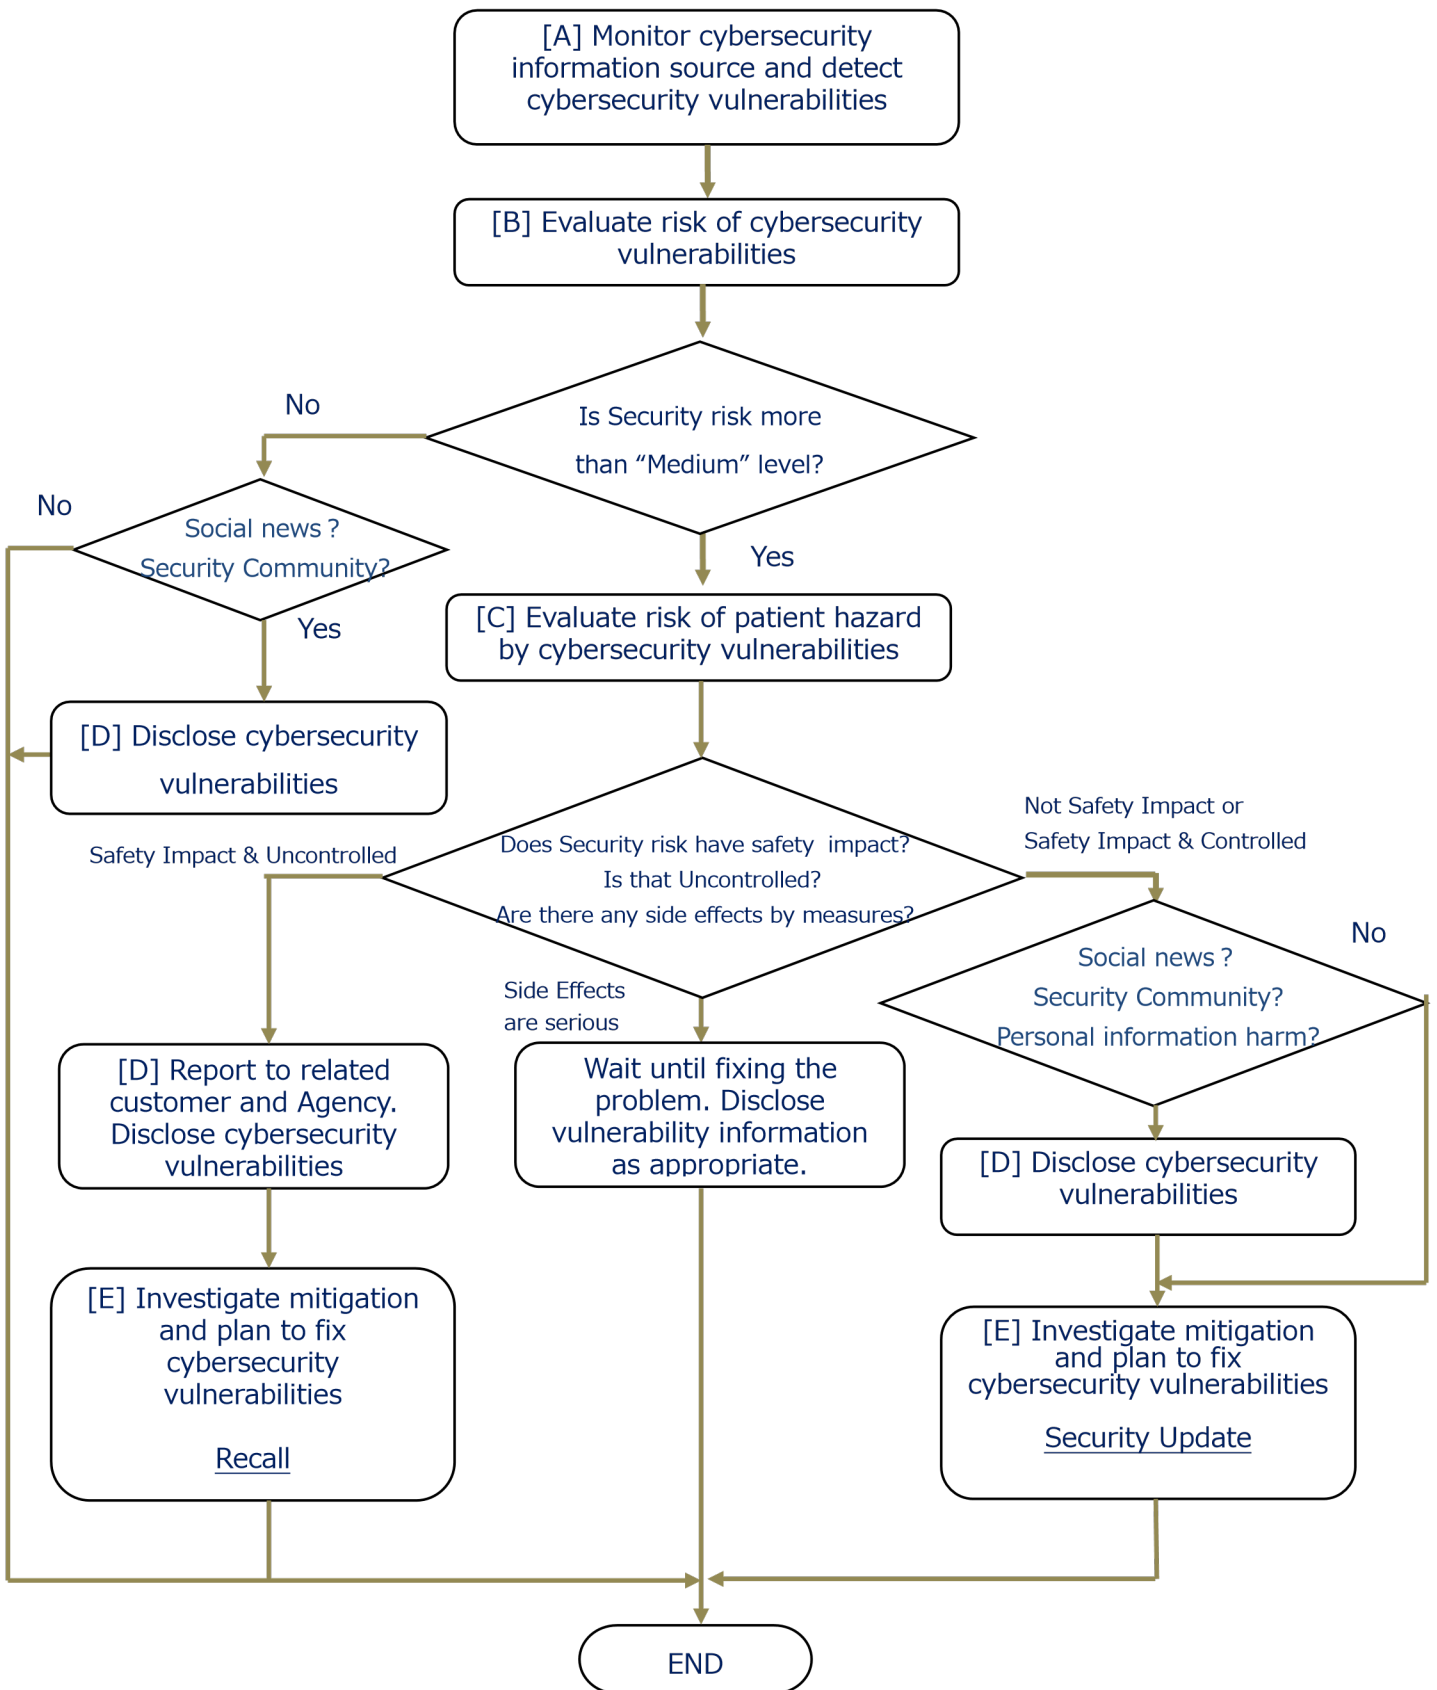 [A] Monitor cybersecurity
information source and detect
cybersecurity vulnerabilities
[B] Evaluate risk of cybersecurity
vulnerabilities
Is Security risk more
than “Medium” level?
No
No
Social news ?
Security Community?
Yes
Yes
[C] Evaluate risk of patient hazard
by cybersecurity vulnerabilities
[D] Disclose cybersecurity
vulnerabilities
Does Security risk have safety impact?
Is that Uncontrolled?
Are there any side effects by measures?
Safety Impact & Uncontrolled
Not Safety Impact or
Safety Impact & Controlled
Side Effects
are serious
No
Social news ?
Security Community?
Personal information harm?
[D] Report to related
customer and Agency.
Disclose cybersecurity
vulnerabilities
Wait until fixing the
problem. Disclose
vulnerability information
as appropriate.
[D] Disclose cybersecurity
vulnerabilities
[E] Investigate mitigation
and plan to fix
cybersecurity
vulnerabilities
Recall
[E] Investigate mitigation
and plan to fix
cybersecurity vulnerabilities
Security Update
END